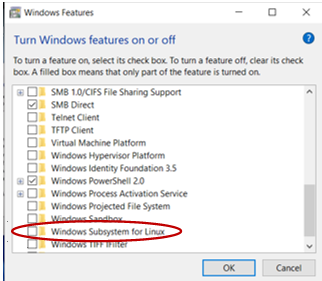 Windows Features
Turn Windows features on or off
To turn a feature on, select its check box. To turn a feature off, clear its check
box. A filled box means that only part of the feature is turned on.
SMB 1.0/CIFS File Sharing Support
SMB Direct
Telnet Client
TFTP Client
Virtual Machine Platform
Windows Hypervisor Platform
Windows Identity Foundation 3.5
Windows PowerShell 2.0
Windows Process Activation Service
Windows Projected File System
Windows Sandbox
Windows Subsystem for Linux
Windows TIFF IFilter
OK
Cancel